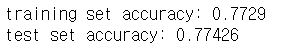 training set accuracy: 0.7729
test set accuracy: 0.77426